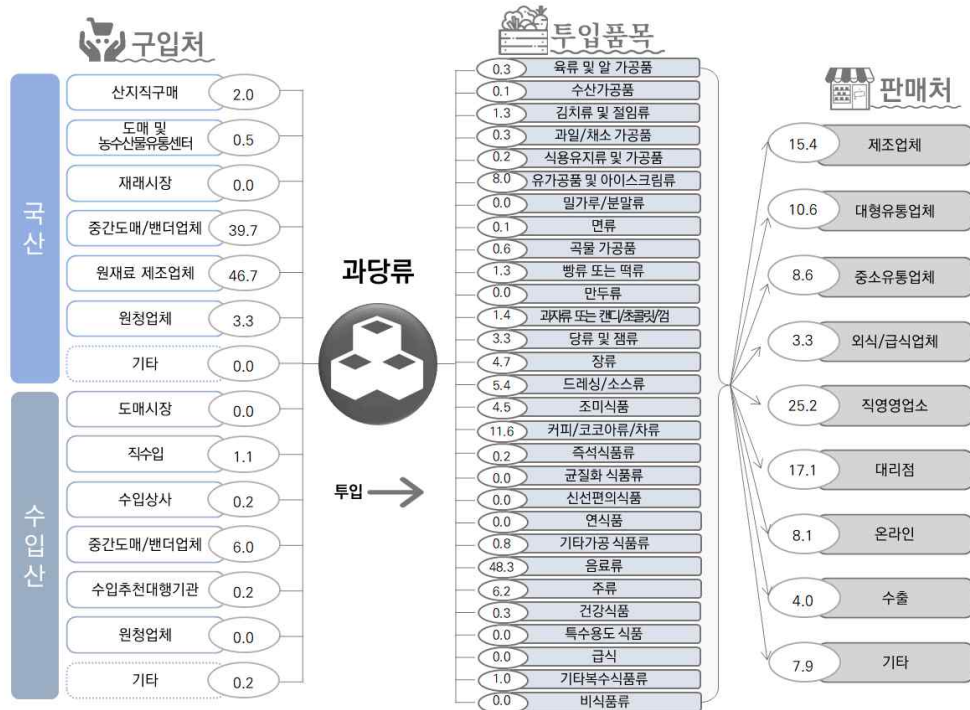 구입처
국산
산지직구매 2.0
도매 및
농수산물유통센터 0.5
재래시장 0.0
중간도매/밴더업체 39.7
원재료 제조업체 46.7
원청업체 3.3
기타 0.0
수입산
도매시장 0.0
직수입 1.1
수입상사 0.2
중간도매/밴더업체 6.0
수입추천대행기관 0.2
원청업체 0.0
기타 0.2
과당류
투입
투입품목
0.3 육류 및 알 가공품
0.1 수산가공품
1.3 김치류 및 절임류
0.3 과일/채소 가공품
0.2 식용유지류 및 가공품
8.0 유가공품 및 아이스크림류
0.0 밀가루/분말류
0.1 면류
0.6 곡물 가공품
1.3 빵류 또는 떡류
0.0 만두류
1.4 과자류 또는 캔디/초콜릿/껌
3.3 당류 및 잼류
4.7 장류
5.4 드레싱/소스류
4.5 조미식품
11.6 커피/코코아류/차류
0.2 즉석식품류
0.0 균질화 식품류
0.0 신선편의식품
0.0 연식품
0.8 기타가공 식품류
48.3 음료류
6.2 주류
0.3 건강식품
0.0 특수용도 식품
0.0 급식
1.0 기타복수식품류
0.0 비식품류
판매처
15.4 제조업체
10.6 대형유통업체
8.6 중소유통업체
3.3 외식/급식업체
25.2 직영영업소
17.1 대리점
8.1 온라인
4.0 수출
7.9 기타